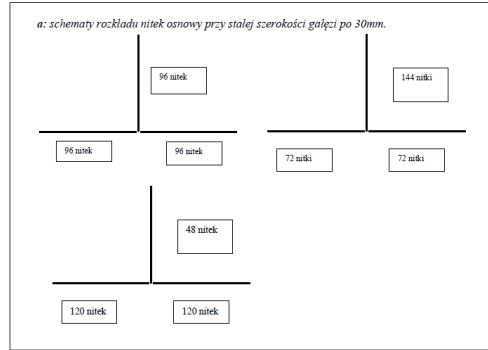 a: schematy rozkładu nitek osnowy przy stałej szerokości gałęzi po 30mm.
96 nitek
144 nitki
96 nitek
96 nitek
72 nitki
72 nitki
48 nitek
120 nitek
120 nitek